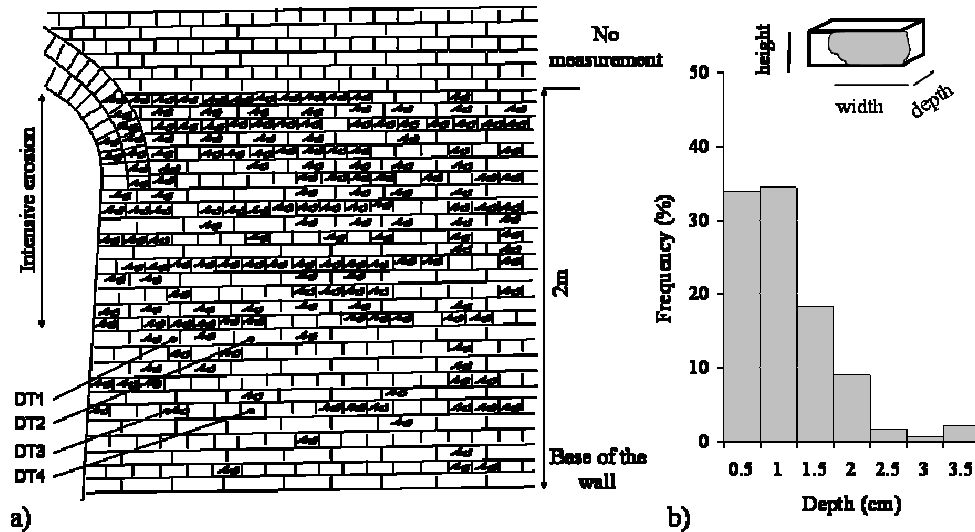 No
measurement
Intensive erosion
2m
DT1
DT2
DT3
DT4
Base of the
wall
a)
height
width
depth
50
40
30
20
10
0
Frequency (%)
0.5 1 1.5 2 2.5 3 3.5
Depth (cm)
b)